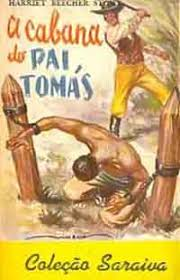 HARRIET BEECHER STOWE
A cabana
do PAI
TOMÁS
Coleção Saraiva